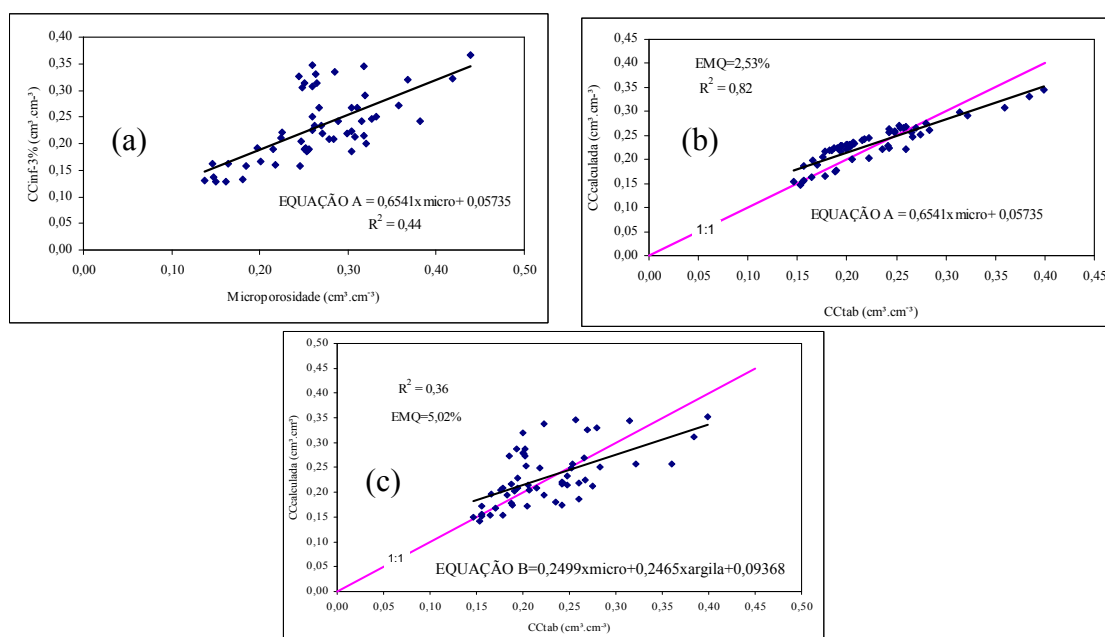 0,40
0,35
0,30
0,25
0,20
0,15
0,10
0,05
0,00
CCinf-3% (cm³.cm-³)
(a)
EQUAÇÃO A = 0,6541xmicro+ 0,05735
R² = 0,44
0,00 0,10 0,20 0,30 0,40 0,50
Microporosidade (cm³.cm⁻³)
0,45
0,40
0,35
0,30
0,25
0,20
0,15
0,10
0,05
0,00
CCcalculada (cm³.cm-³)
EMQ=2,53%
R² = 0,82
(b)
1:1
EQUAÇÃO A = 0,6541xmicro+ 0,05735
0,00 0,05 0,10 0,15 0,20 0,25 0,30 0,35 0,40 0,45
CCtab (cm³.cm⁻³)
0,50
0,45
0,40
0,35
0,30
0,25
0,20
0,15
0,10
0,05
0,00
CCcalculada (cm³.cm³)
R² = 0,36
EMQ=5,02%
(c)
1:1
EQUAÇÃO B=0,2499xmicro+0,2465xargila+0,09368
0,00 0,05 0,10 0,15 0,20 0,25 0,30 0,35 0,40 0,45 0,50
CCtab (cm³.cm³)